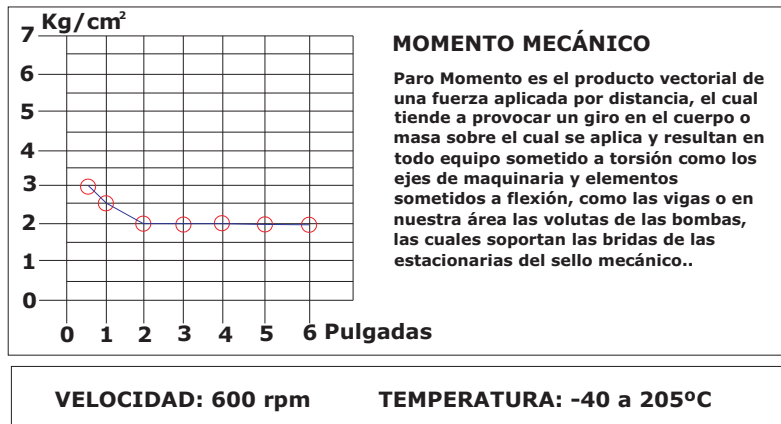 Kg/cm²
7
6
5
4
3
2
1
0
0 1 2 3 4 5 6 Pulgadas
MOMENTO MECÁNICO
Paro Momento es el producto vectorial de
una fuerza aplicada por distancia, el cual
tiende a provocar un giro en el cuerpo o
masa sobre el cual se aplica y resultan en
todo equipo sometido a torsión como los
ejes de maquinaria y elementos
sometidos a flexión, como las vigas o en
nuestra área las volutas de las bombas,
las cuales soportan las bridas de las
estacionarias del sello mecánico..
VELOCIDAD: 600 rpm TEMPERATURA: -40 a 205ºC